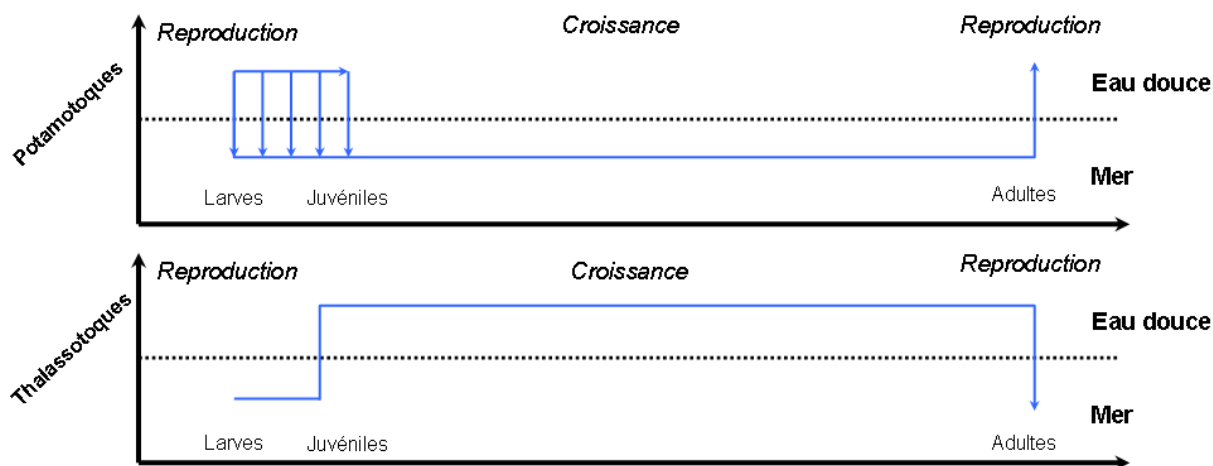 Reproduction Croissance Reproduction
Potamotoques
Eau douce
Mer
Larves Juvéniles Adultes
Reproduction Croissance Reproduction
Thalassotoques
Eau douce
Mer
Larves Juvéniles Adultes